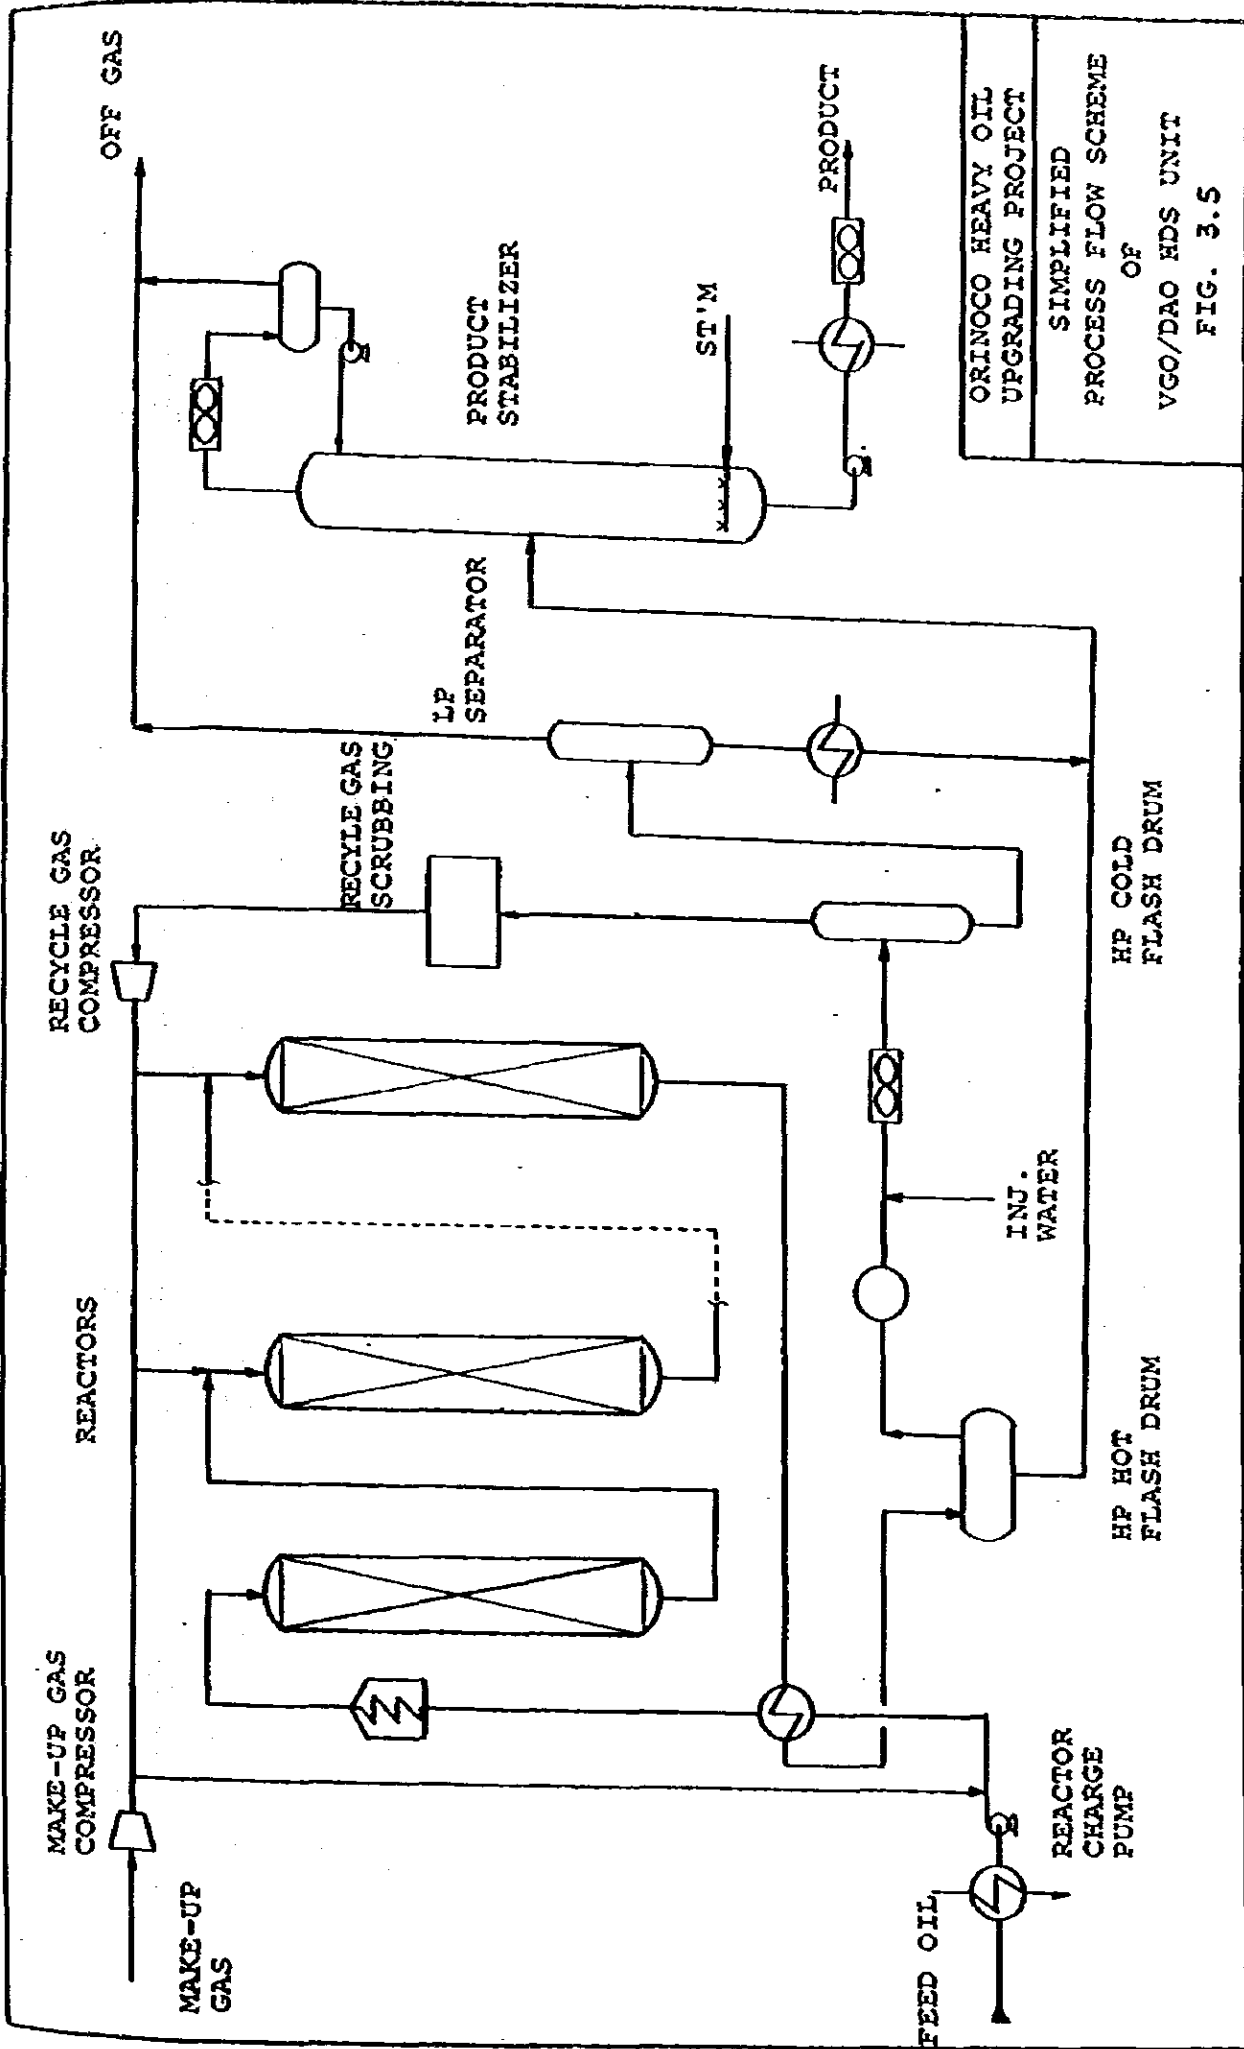 MAKE-UP GAS
COMPRESSOR
MAKE-UP
GAS
REACTORS
RECYCLE GAS
COMPRESSOR
OFF GAS
RECYLE GAS
SCRUBBING
LP
SEPARATOR
PRODUCT
STABILIZER
ST'M
PRODUCT
FEED OIL
REACTOR
CHARGE
PUMP
HP HOT
FLASH DRUM
INJ.
WATER
HP COLD
FLASH DRUM
ORINOCO HEAVY OIL
UPGRADING PROJECT
SIMPLIFIED
PROCESS FLOW SCHEME
OF
VGO/DAO HDS UNIT
FIG. 3.5